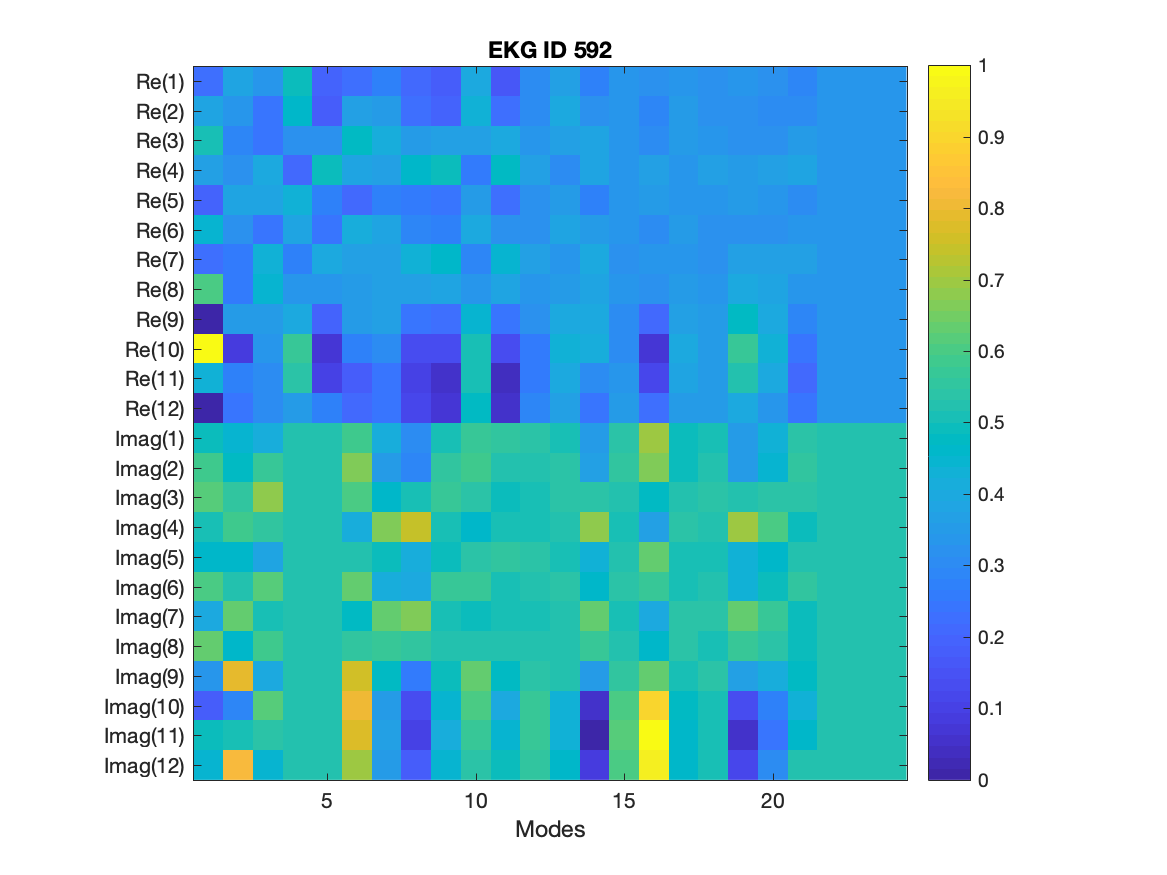 EKG ID 592
Re(1)
Re(2)
Re(3)
Re(4)
Re(5)
Re(6)
Re(7)
Re(8)
Re(9)
Re(10)
Re(11)
Re(12)
Imag(1)
Imag(2)
Imag(3)
Imag(4)
Imag(5)
Imag(6)
Imag(7)
Imag(8)
Imag(9)
Imag(10)
Imag(11)
Imag(12)
5 10 15 20
Modes
1
0.9
0.8
0.7
0.6
0.5
0.4
0.3
0.2
0.1
0